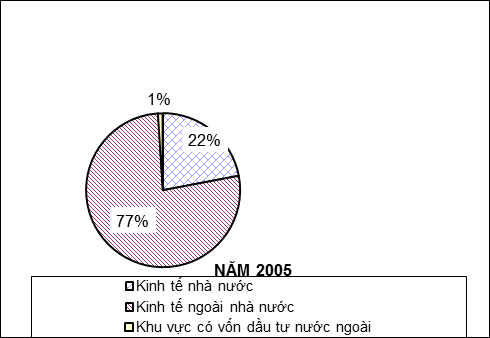 1%
22%
77%
NĂM 2005
Kinh tế nhà nước
Kinh tế ngoài nhà nước
Khu vực có vốn dầu tư nước ngoài